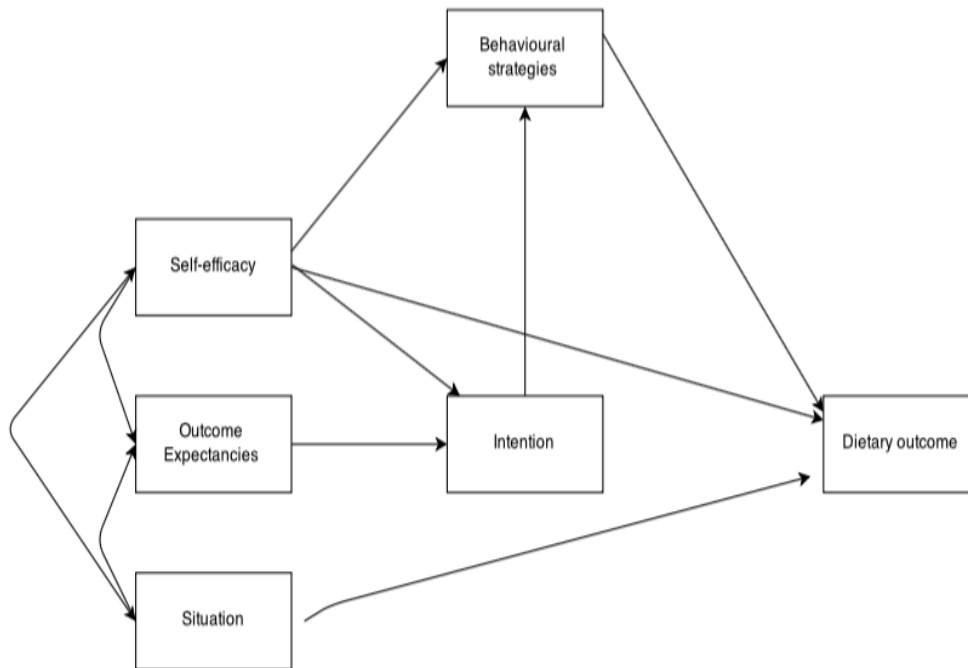 Behavioural
strategies
Self-efficacy
Outcome
Expectancies
Intention
Dietary outcome
Situation